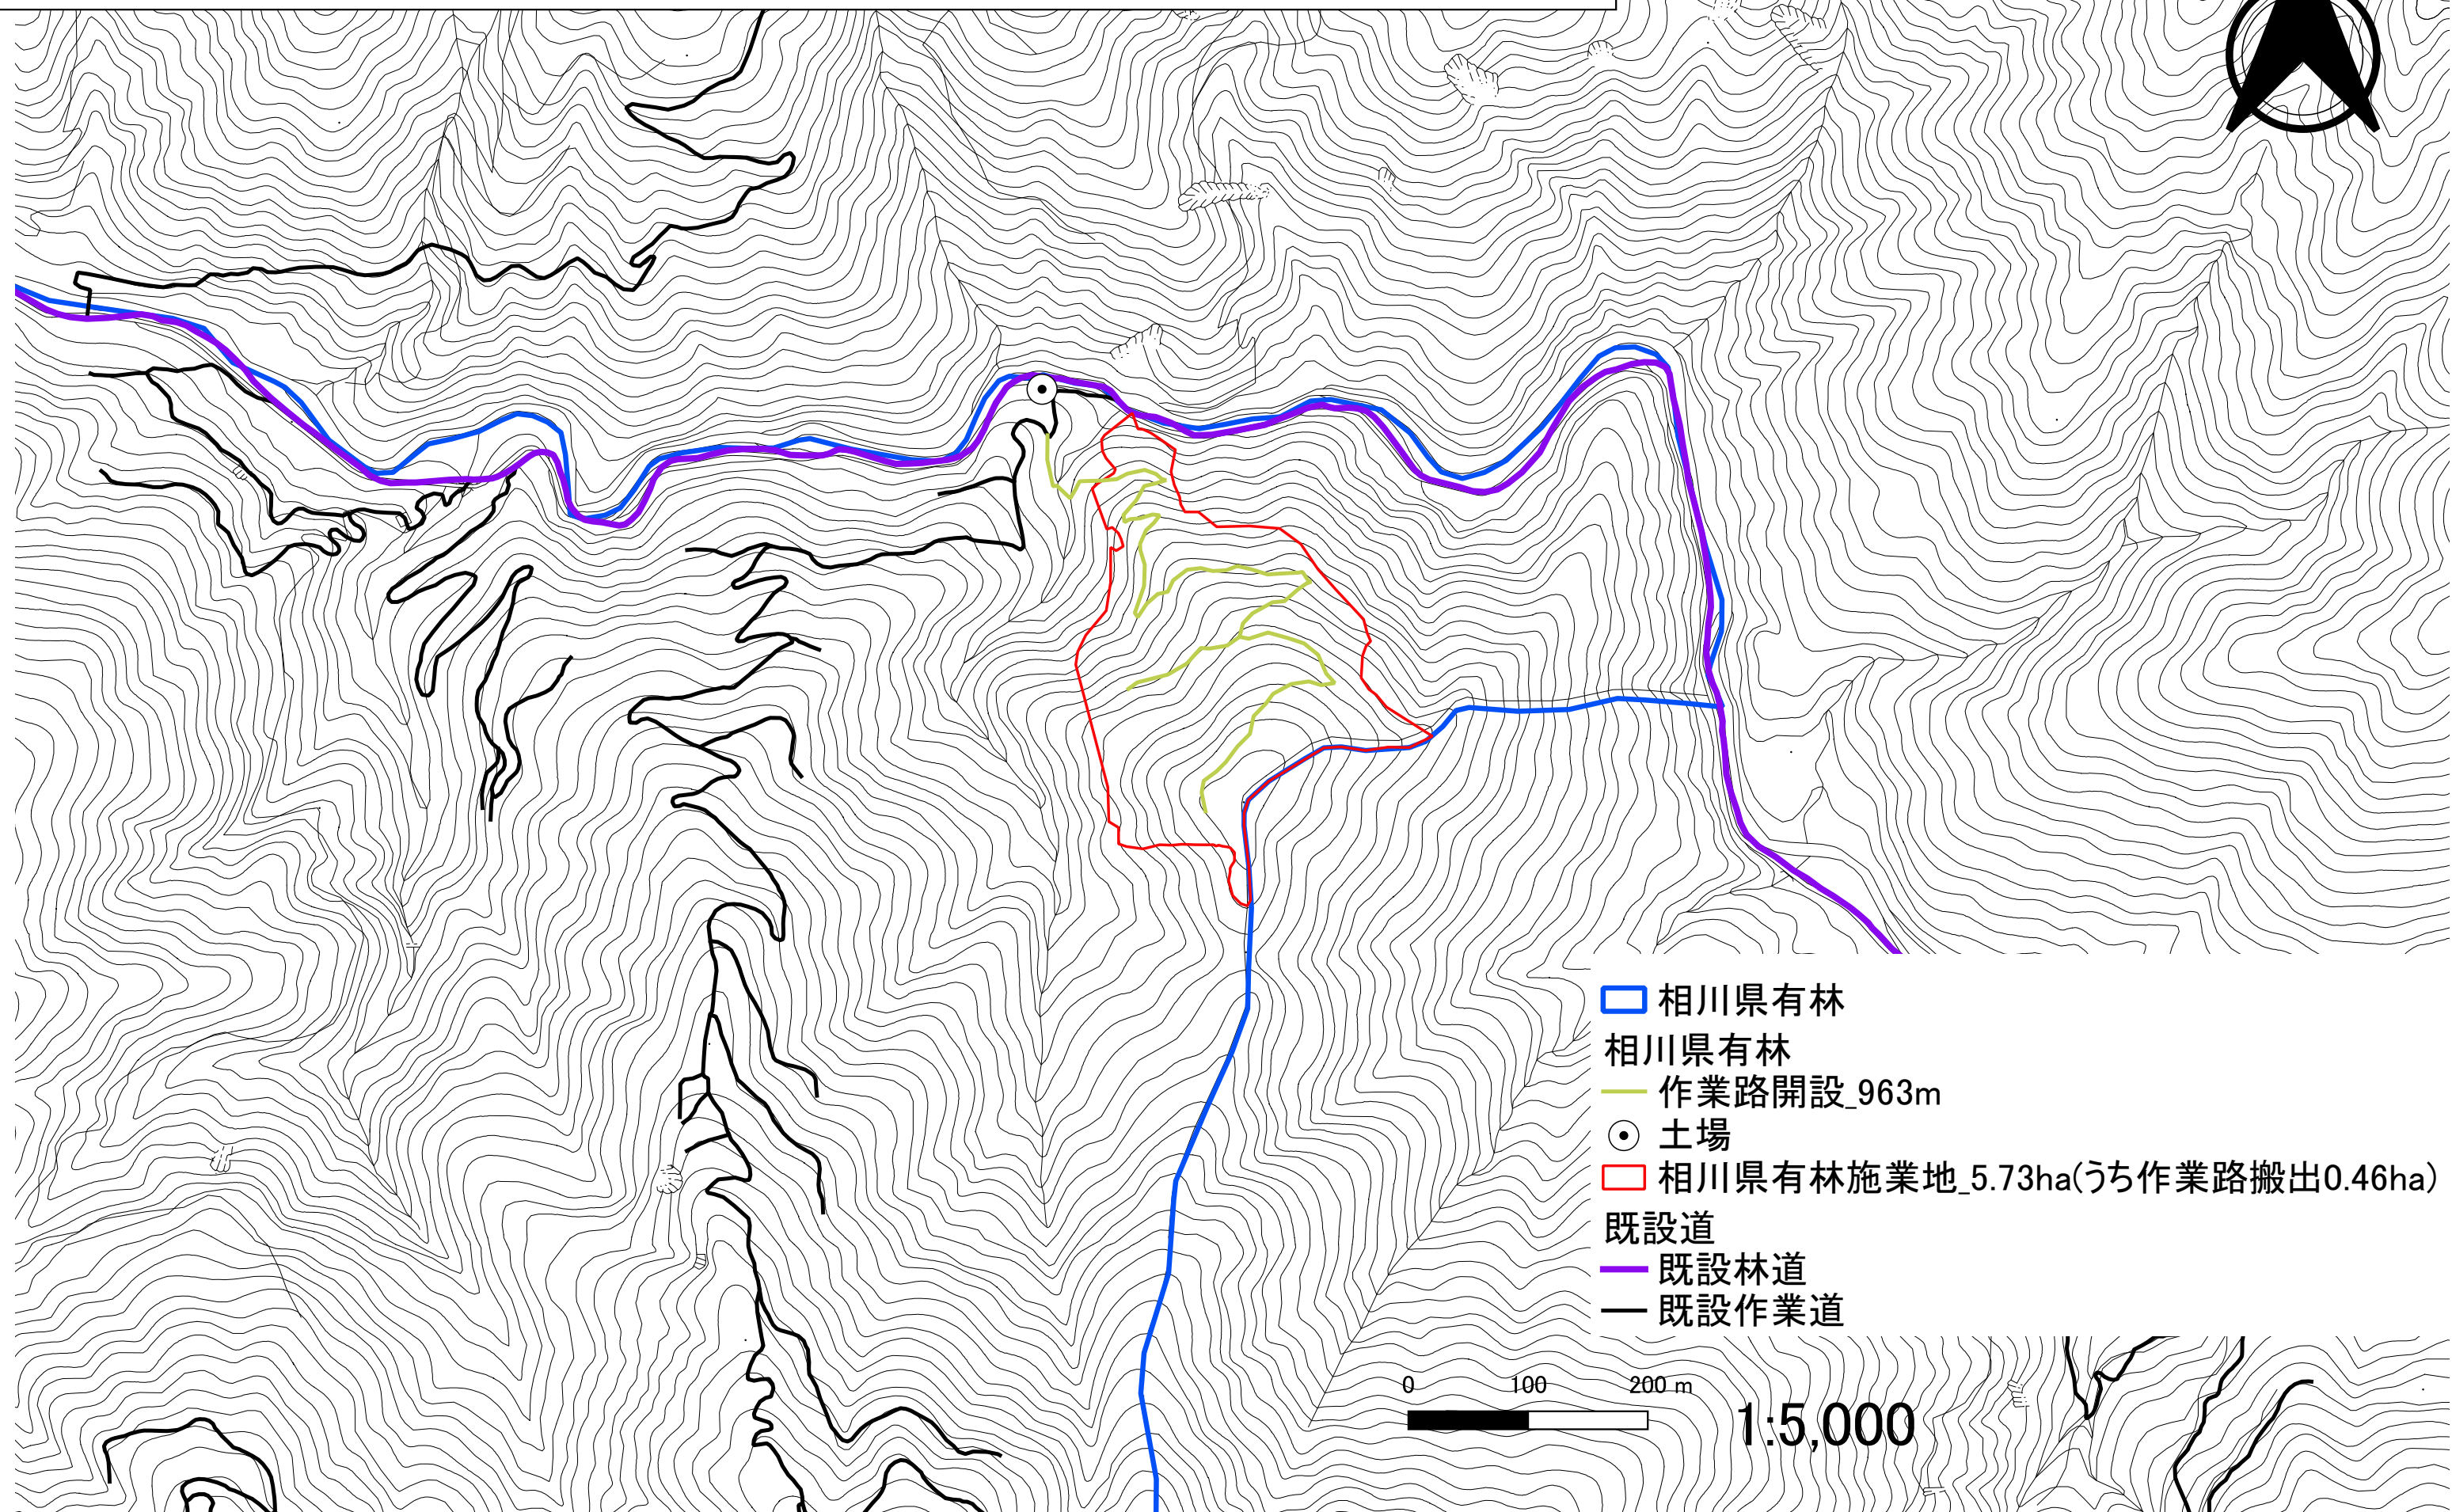 相川県有林
相川県有林
作業路開設_963m
土場
相川県有林施業地_5.73ha(うち作業路搬出0.46ha)
既設道
既設林道
既設作業道
0 100 200 m
1:5,000